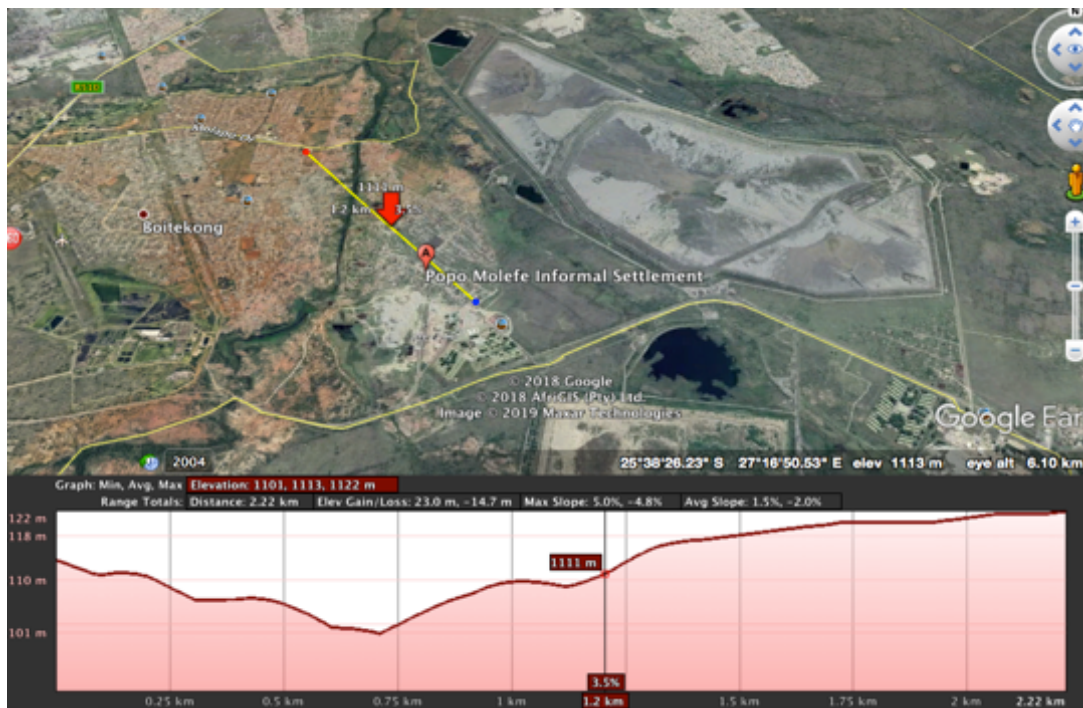 N
R510
1111 m
1.2 km 3.5%
Boitekong
A
Popo Molefe Informal Settlement
© 2018 Google
© 2018 AfriGIS (Pty) Ltd.
Image © 2019 Maxar Technologies
Google Ear
2004
25°38'26.23" S 27°16'50.53" E elev 1113 m eye alt 6.10 km
Graph: Min, Avg, Max Elevation: 1101, 1113, 1122 m
Range Totals: Distance: 2.22 km Elev Gain/Loss: 23.0 m, -14.7 m Max Slope: 5.0%, -4.8% Avg Slope: 1.5%, -2.0%
122 m
118 m
1111 m
110 m
101 m
3.5%
0.25 km 0.5 km 0.75 km 1 km 1.2 km 1.5 km 1.75 km 2 km 2.22 km